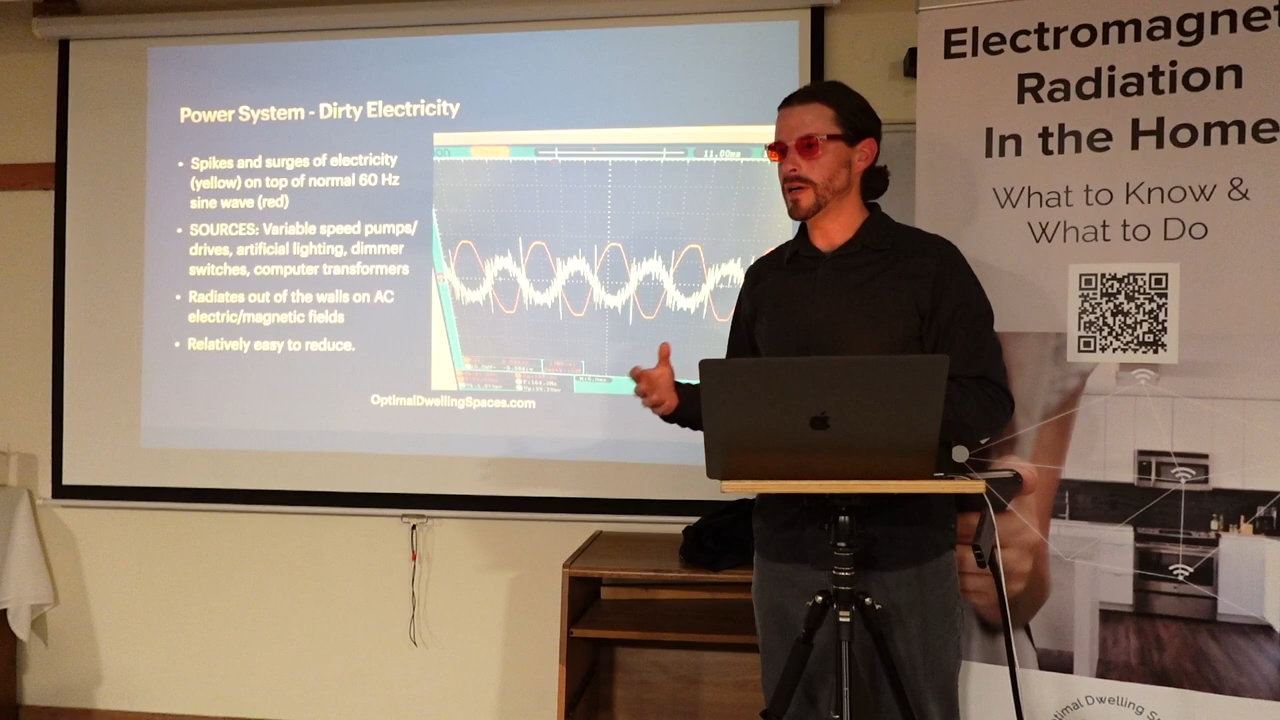 Power System - Dirty Electricity
• Spikes and surges of electricity
(yellow) on top of normal 60 Hz
sine wave (red)
• SOURCES: Variable speed pumps/
drives, artificial lighting, dimmer
switches, computer transformers
• Radiates out of the walls on AC
electric/magnetic fields
• Relatively easy to reduce.
OptimalDwellingSpaces.com
11.00ms
Electromagnet
Radiation
In the Home
What to Know &
What to Do
timal Dwelling S